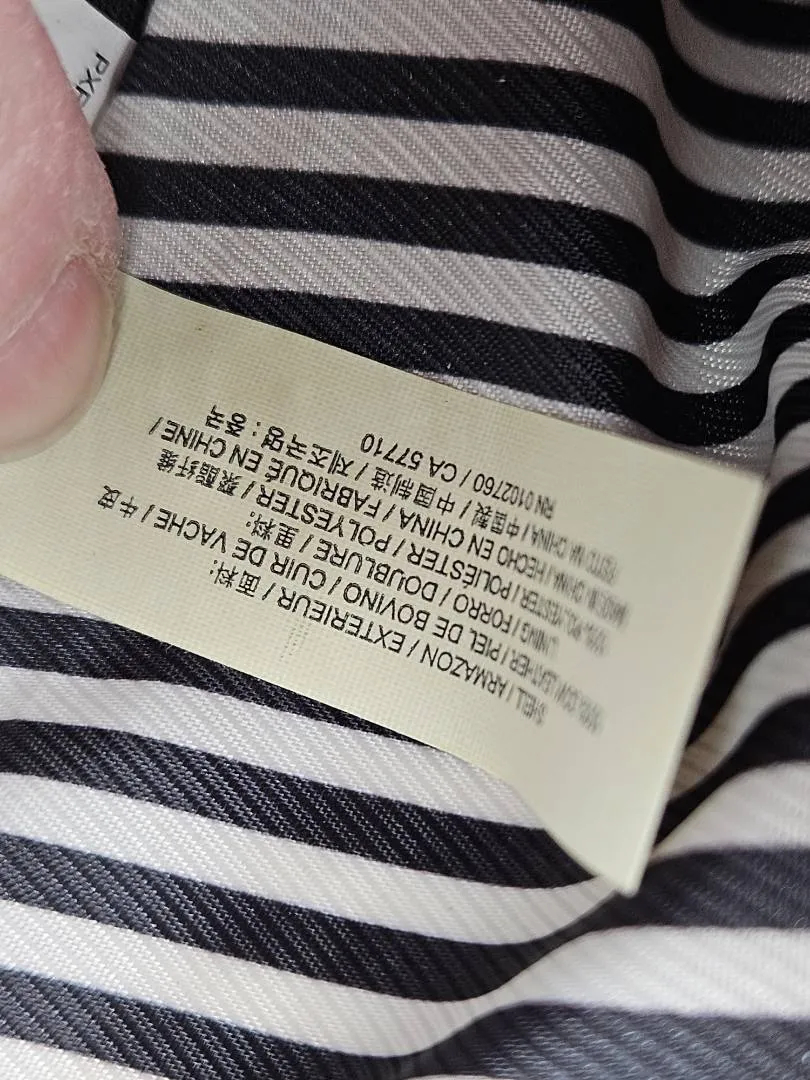 SHELL / ARMAZON / EXTERIEUR / 面料:
100% COW LEATHER / PIEL DE BOVINO / CUIR DE VACHE / 牛皮
LINING / FORRO / DOUBLURE / 里料:
100% POLYESTER / POLIÉSTER / POLYESTER / 聚酯纤维
MADE IN CHINA / HECHO EN CHINA / FABRIQUÉ EN CHINE /
NA CHINA / 中国製 / 中国制造 / 제조국명 : 중국
RN 0102760 / CA 57710